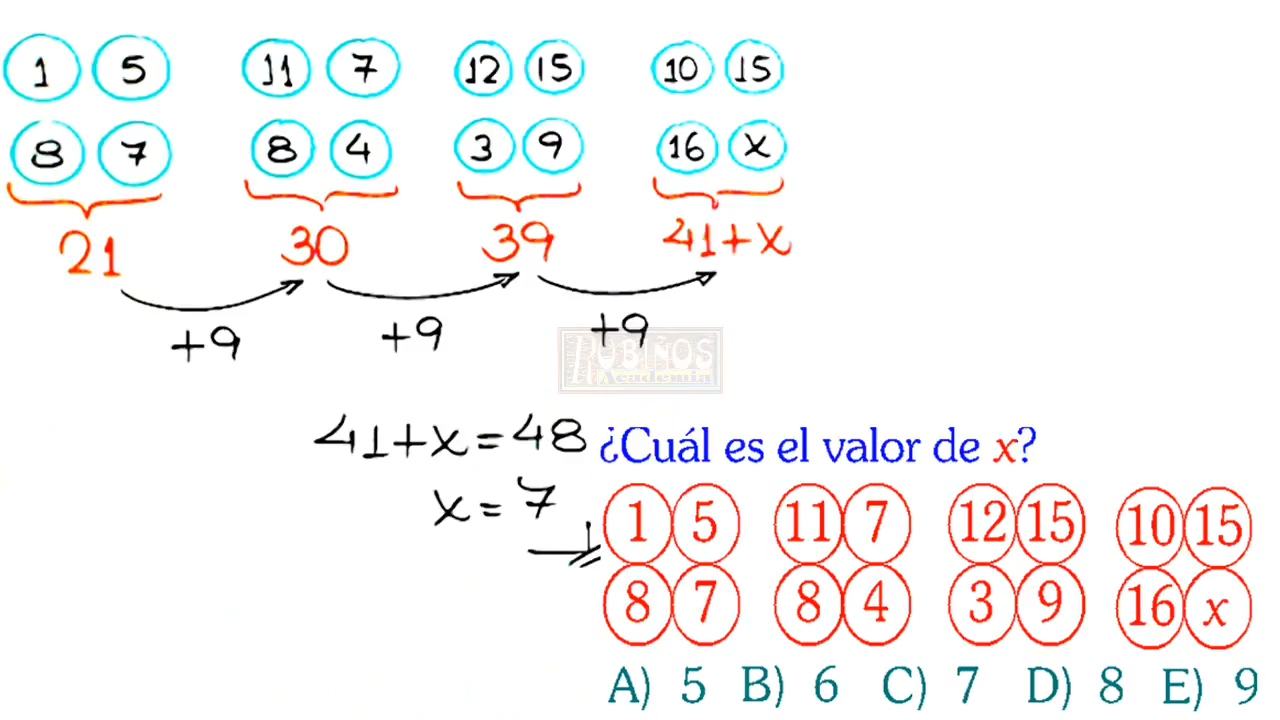 1 5 11 7 12 15 10 15
8 7 8 4 3 9 16 x
21 30 39 41+x
+9 +9 +9
RUBIÑOS
Academia
41+x=48
x=7
¿Cuál es el valor de x?
1 5 11 7 12 15 10 15
8 7 8 4 3 9 16 x
A) 5 B) 6 C) 7 D) 8 E) 9